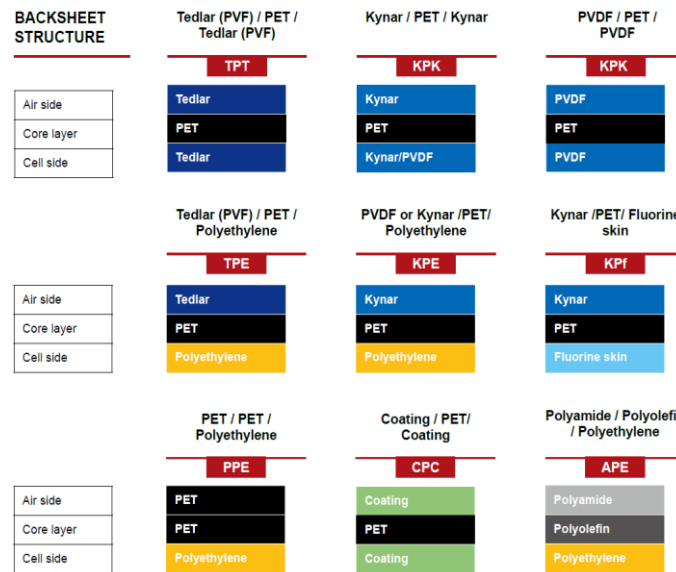 BACKSHEET
STRUCTURE
Tedlar (PVF) / PET /
Tedlar (PVF)
Kynar / PET / Kynar
PVDF / PET /
PVDF
TPT
KPK
KPK
Air side
Tedlar
Kynar
PVDF
Core layer
PET
PET
PET
Cell side
Tedlar
Kynar/PVDF
PVDF
Tedlar (PVF) / PET /
Polyethylene
PVDF or Kynar /PET/
Polyethylene
Kynar /PET/ Fluorine
skin
TPE
KPE
KPf
Air side
Tedlar
Kynar
Kynar
Core layer
PET
PET
PET
Cell side
Polyethylene
Polyethylene
Fluorine skin
PET / PET /
Polyethylene
Coating / PET/
Coating
Polyamide / Polyolefi
/ Polyethylene
PPE
CPC
APE
Air side
PET
Coating
Polyamide
Core layer
PET
PET
Polyolefin
Cell side
Polyethylene
Coating
Polyethylene